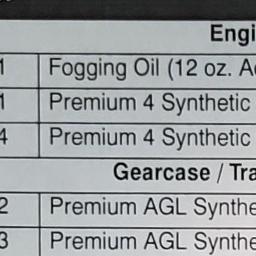 Engi
1 Fogging Oil (12 oz. A
1 Premium 4 Synthetic
4 Premium 4 Synthetic
Gearcase / Tra
2 Premium AGL Synthe
3 Premium AGL Synthe